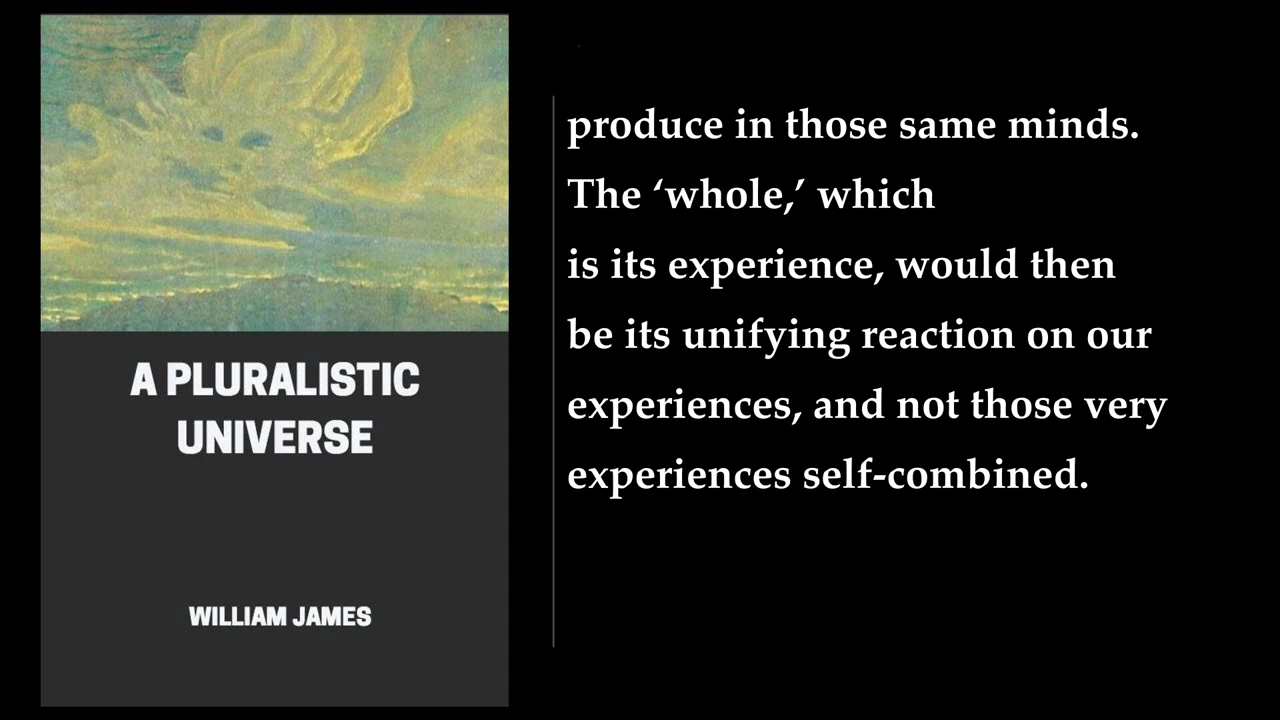 A PLURALISTIC
UNIVERSE
WILLIAM JAMES
produce in those same minds.
The ‘whole,’ which
is its experience, would then
be its unifying reaction on our
experiences, and not those very
experiences self-combined.